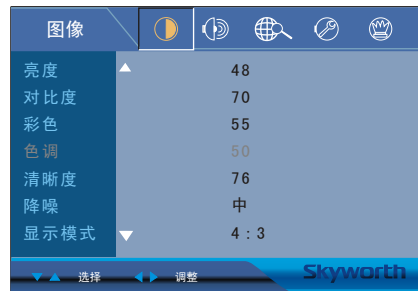 图像
亮度 48
对比度 70
彩色 55
色调 50
清晰度 76
降噪 中
显示模式 4:3
选择 调整 Skyworth